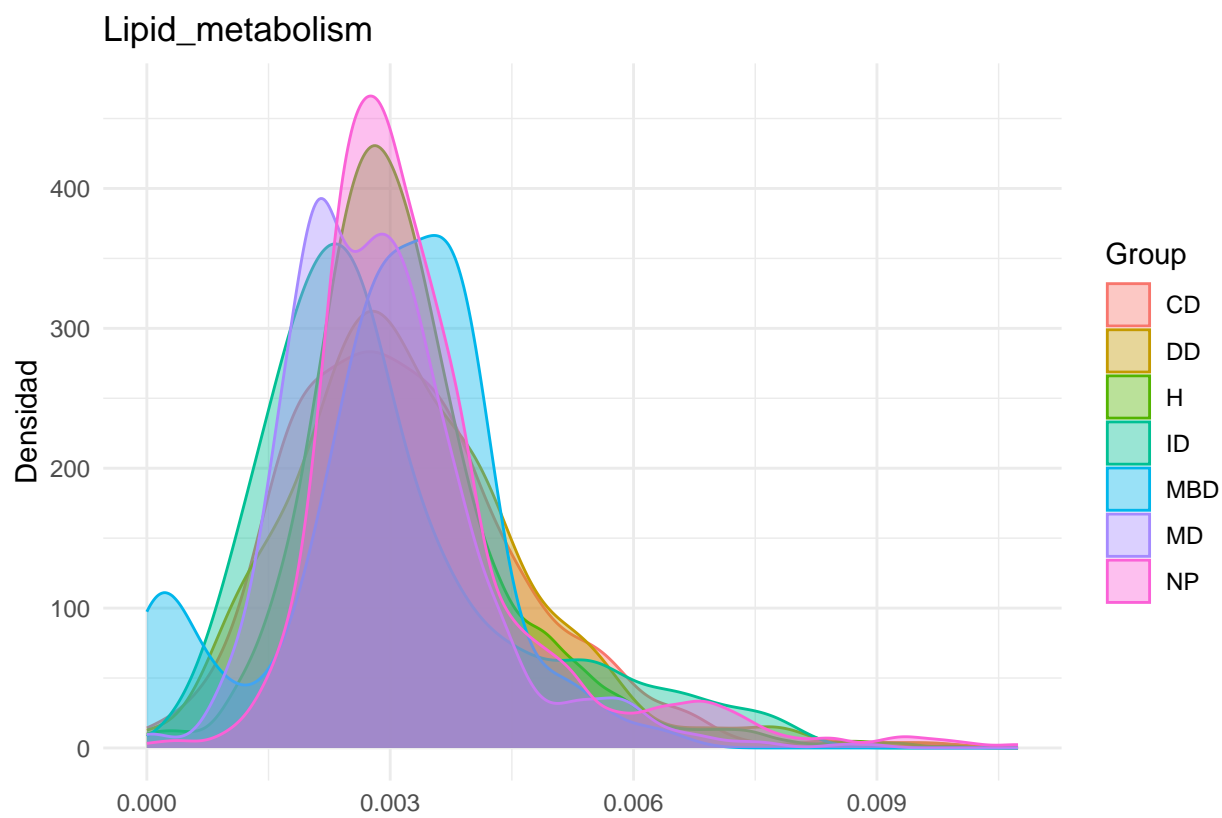 Lipid_metabolism
Densidad
400
300
200
100
0
0.000 0.003 0.006 0.009
Group
CD
DD
H
ID
MBD
MD
NP